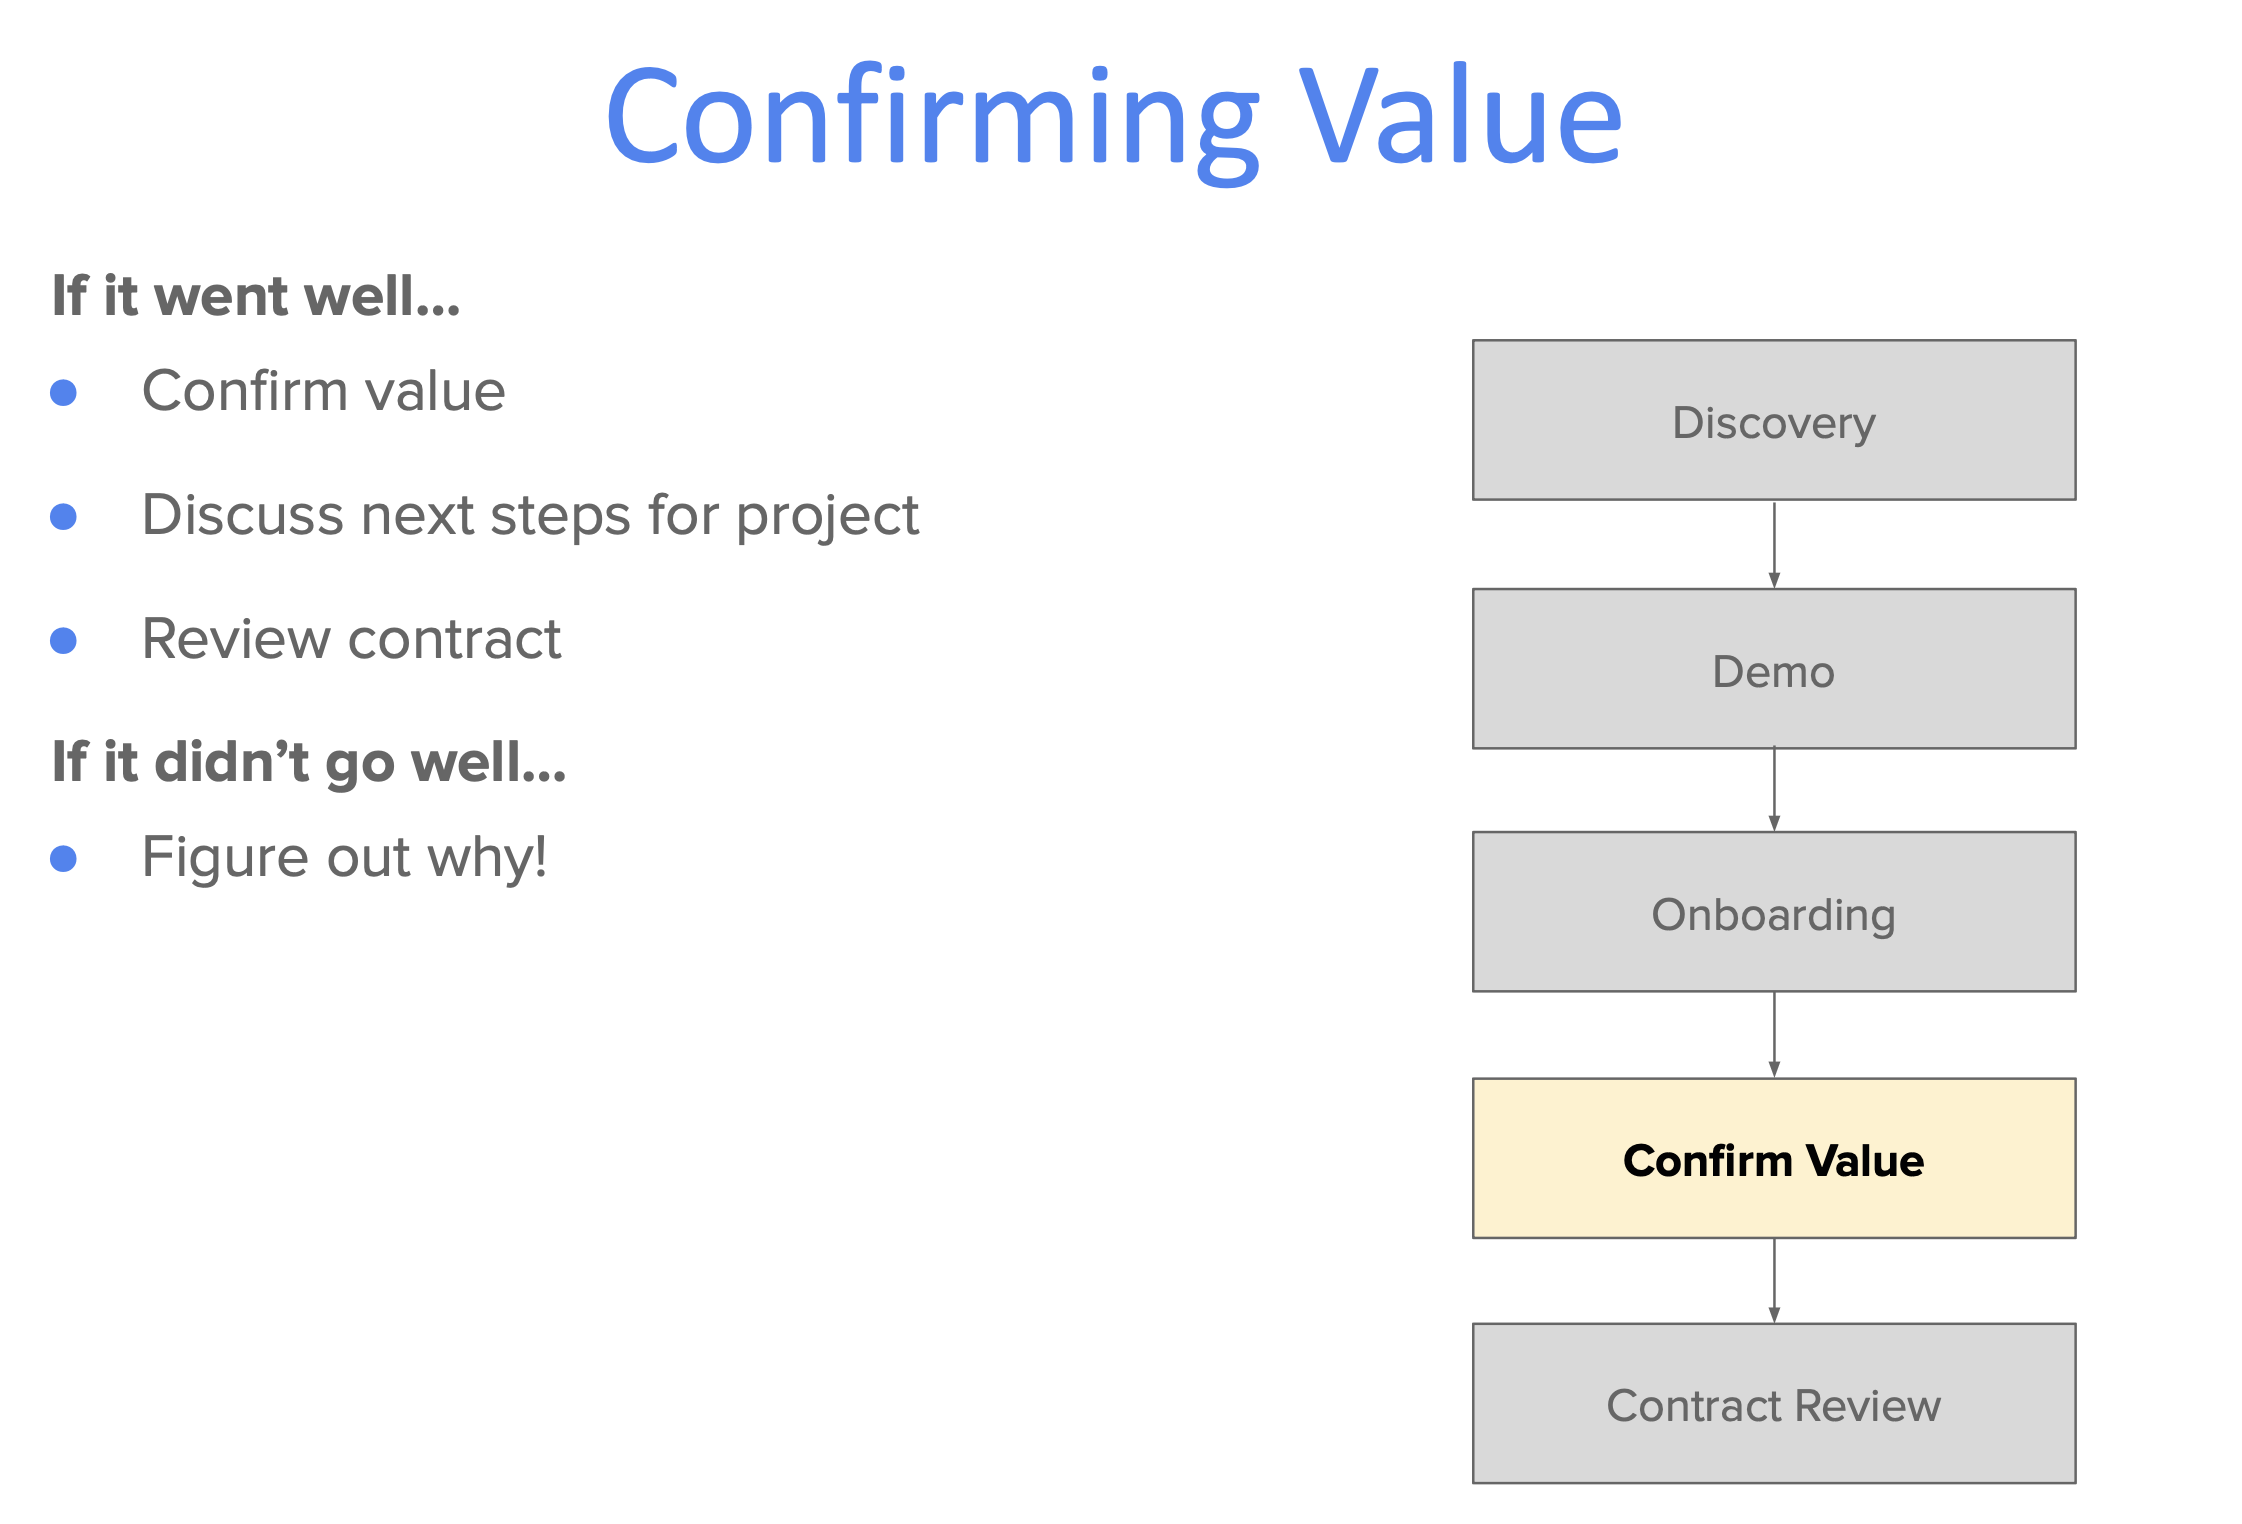 Confirming Value
If it went well...
Confirm value
Discuss next steps for project
Review contract
If it didn’t go well...
Figure out why!
Discovery
Demo
Onboarding
Confirm Value
Contract Review